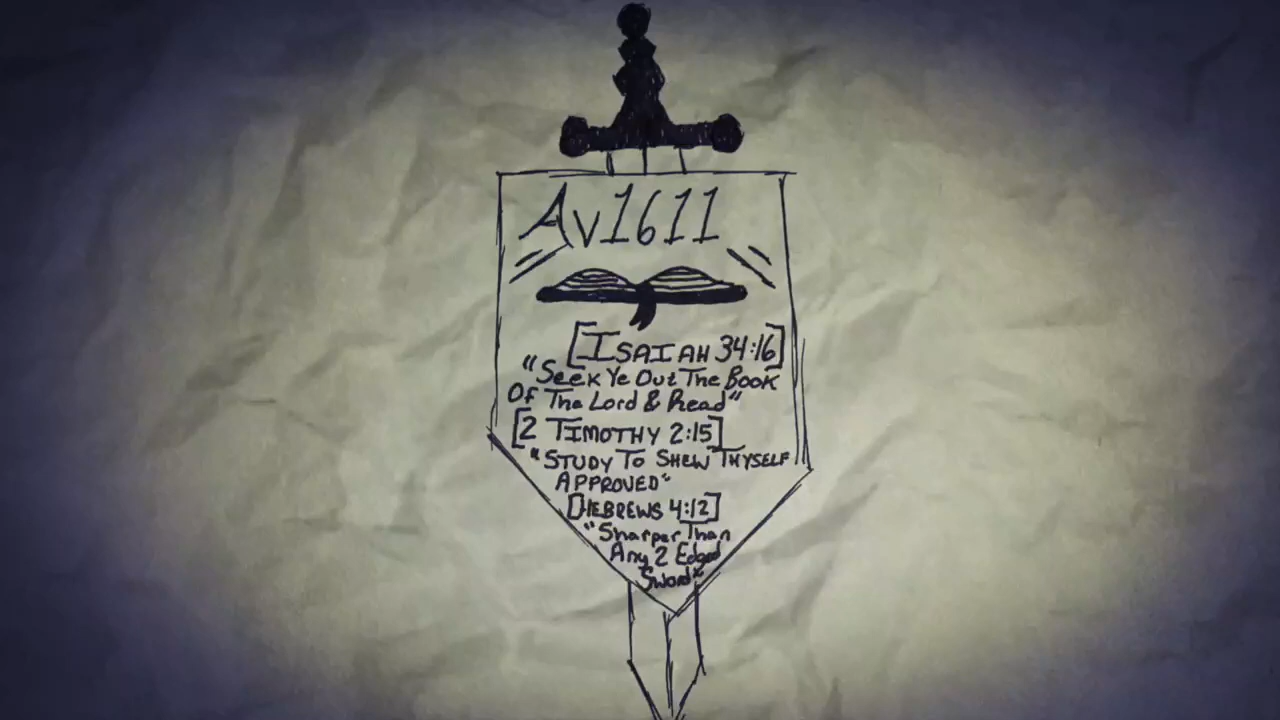 Av1611
[ISAIAH 34:16]
"Seek Ye Out The Book
Of The Lord & Read"
[2 TIMOTHY 2:15]
"STUDY TO SHEW THYSELF
APPROVED"
[HEBREWS 4:12]
"Sharper Than
Any 2 Edged
Sword"